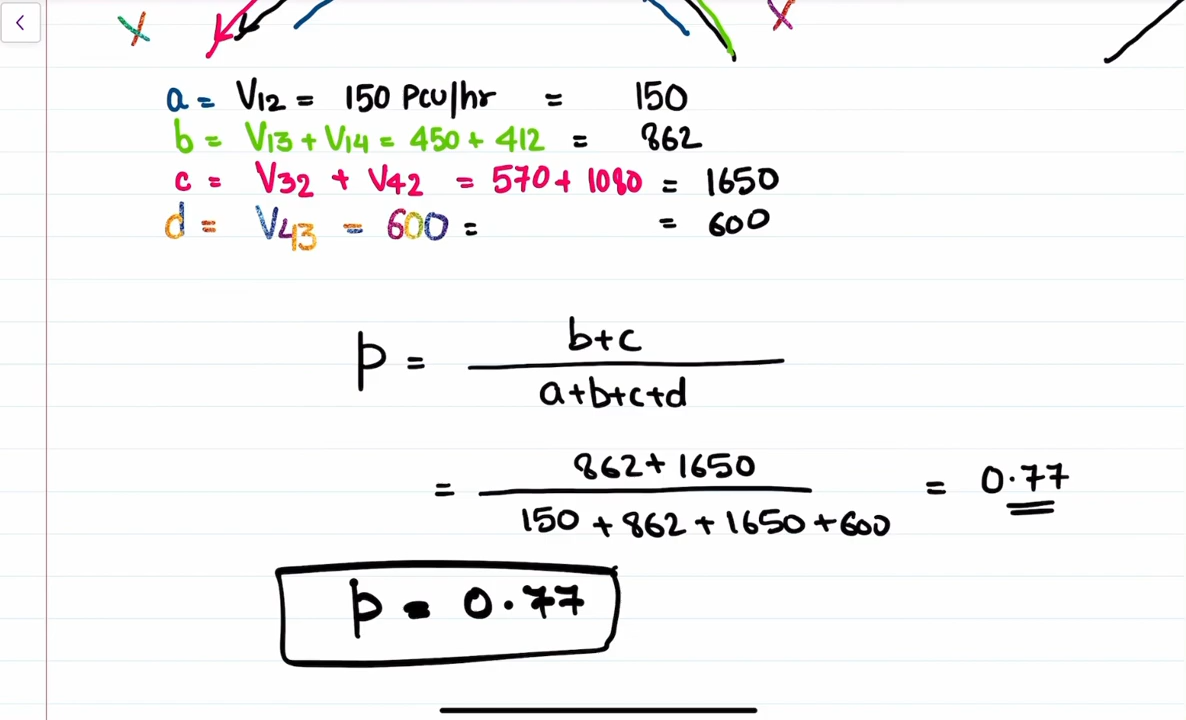 a = V12 = 150 Pcu/hr = 150
b = V13 + V14 = 450 + 412 = 862
c = V32 + V42 = 570 + 1080 = 1650
d = V43 = 600 = = 600
p = b+c / a+b+c+d
= 862 + 1650 / 150 + 862 + 1650 + 600 = 0.77
p = 0.77